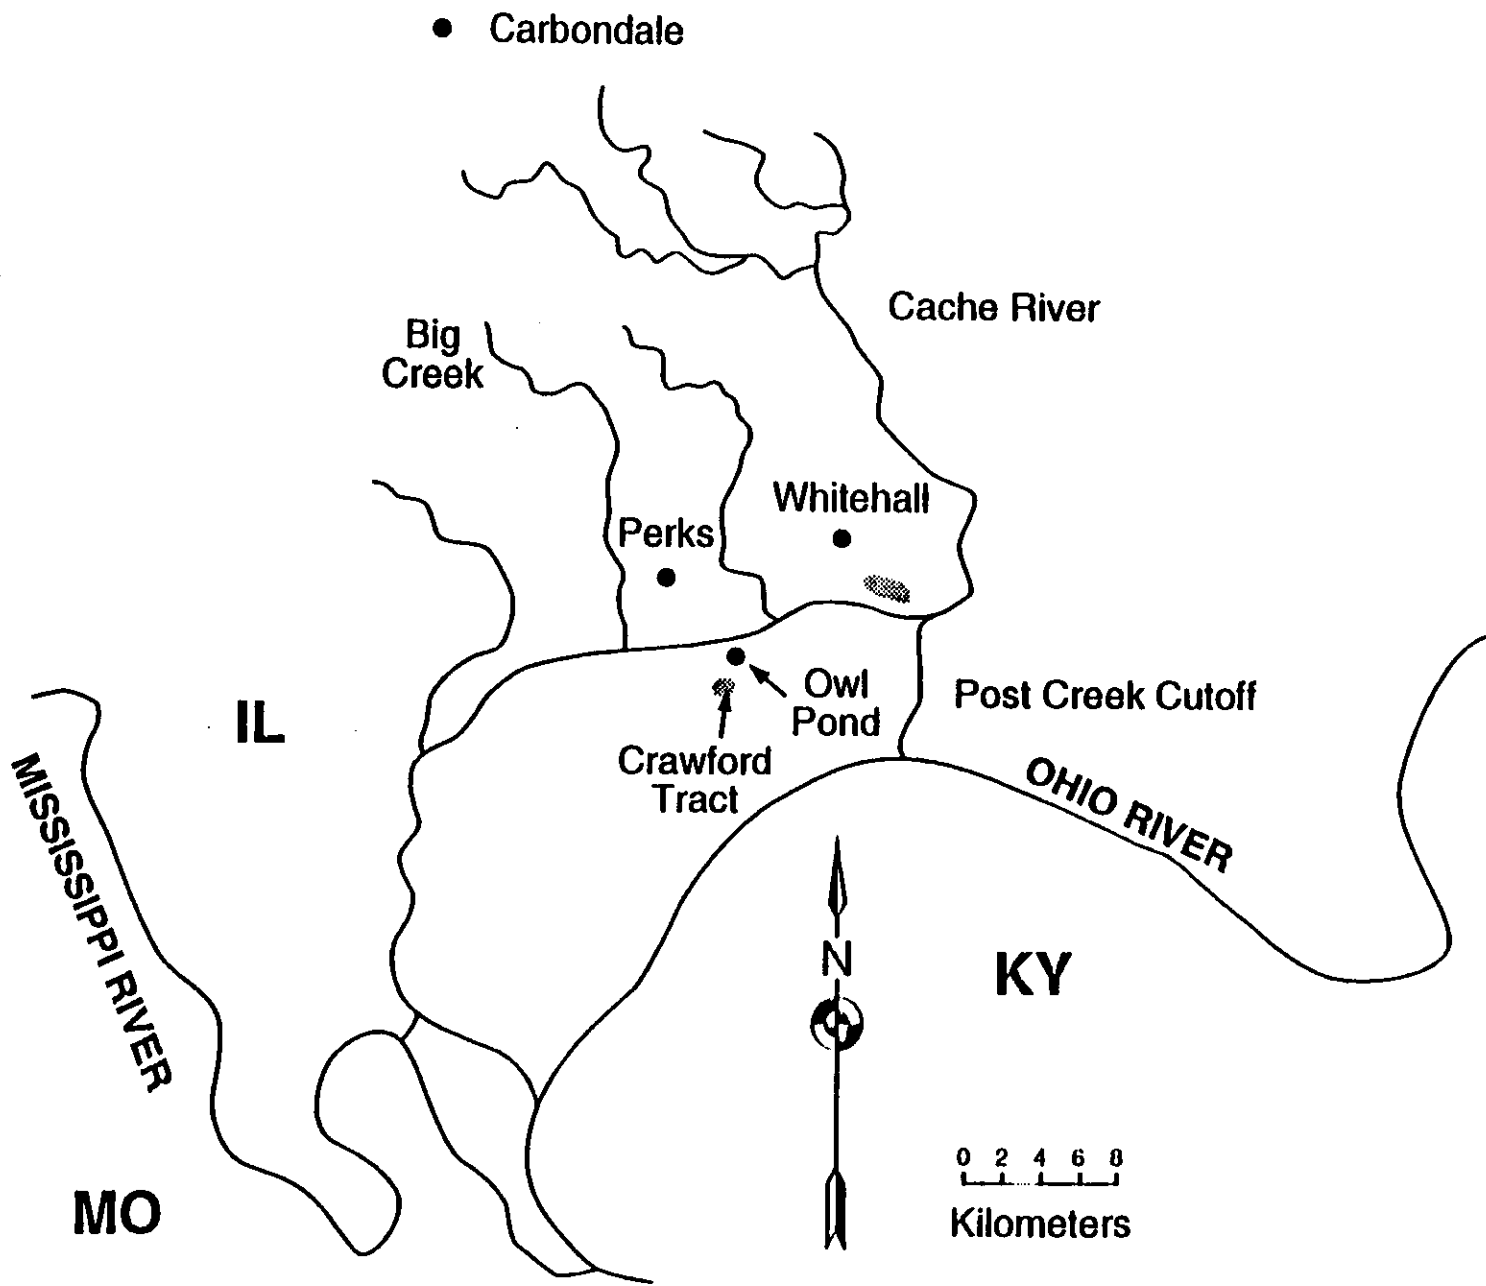 Carbondale
Cache River
Big
Creek
Whitehall
Perks
Owl
Pond
Post Creek Cutoff
IL
Crawford
Tract
OHIO RIVER
MISSISSIPPI RIVER
N
KY
0 2 4 6 8
Kilometers
MO